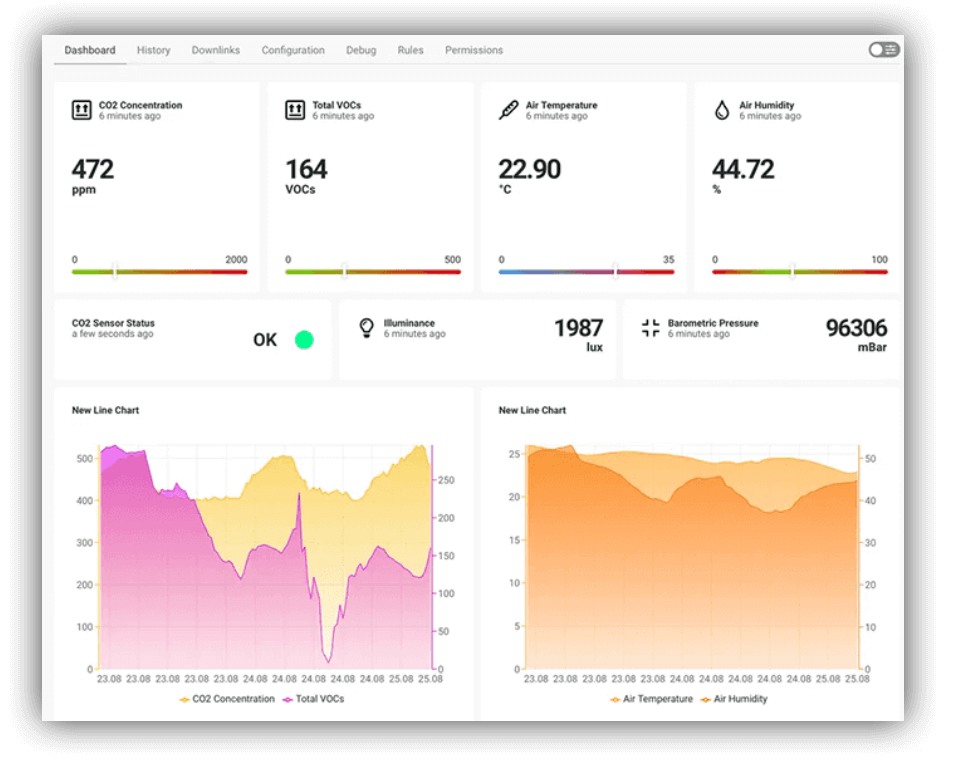 Dashboard History Downlinks Configuration Debug Rules Permissions
CO2 Concentration
6 minutes ago
472
ppm
0 2000
Total VOCs
6 minutes ago
164
VOCs
0 500
Air Temperature
6 minutes ago
22.90
°C
0 35
Air Humidity
6 minutes ago
44.72
%
0 100
CO2 Sensor Status
a few seconds ago
OK
Illuminance
6 minutes ago
1987
lux
Barometric Pressure
6 minutes ago
96306
mBar
New Line Chart
500
400
300
200
100
0
250
200
150
100
50
0
23.08 23.08 23.08 23.08 23.08 24.08 24.08 24.08 24.08 24.08 25.08 25.08
CO2 Concentration Total VOCs
New Line Chart
25
20
15
10
5
0
50
40
30
20
10
0
23.08 23.08 23.08 23.08 23.08 24.08 24.08 24.08 24.08 24.08 25.08 25.08
Air Temperature Air Humidity